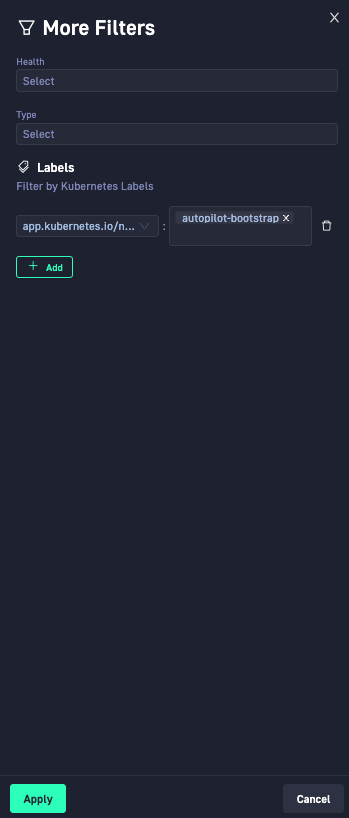 More Filters
Health
Select
Type
Select
Labels
Filter by Kubernetes Labels
app.kubernetes.io/n... : autopilot-bootstrap X
+ Add
Apply Cancel